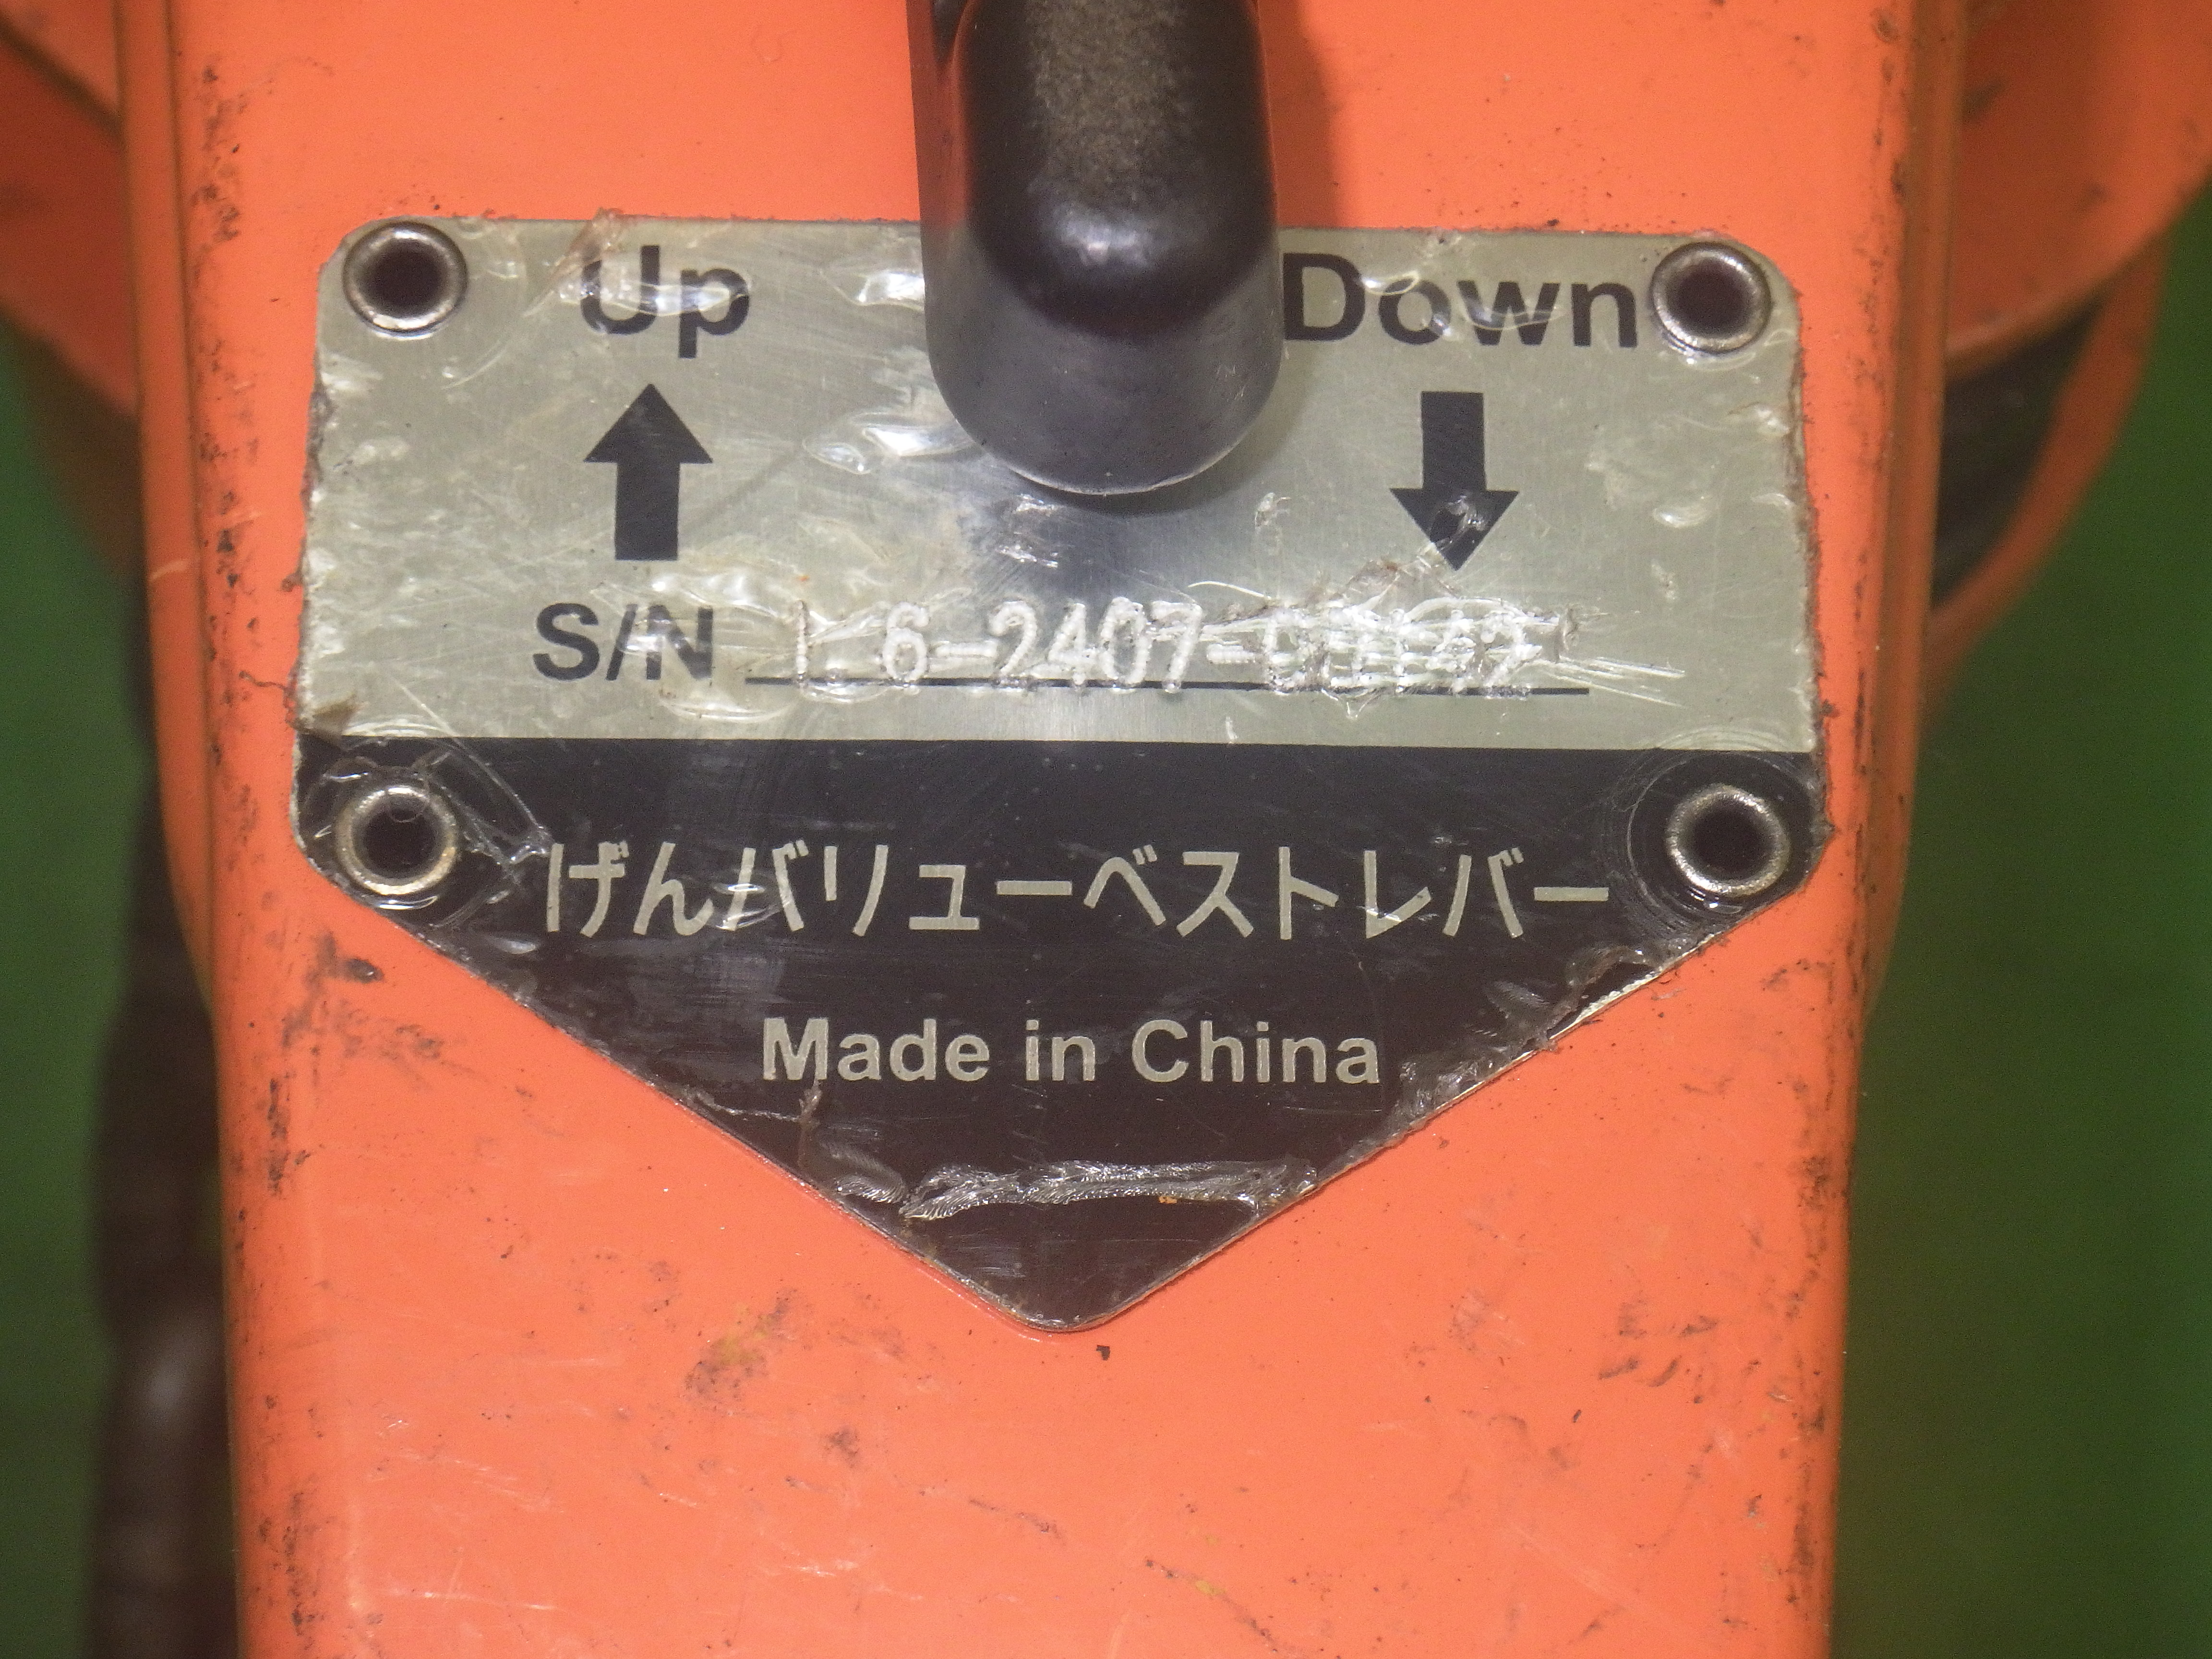 Up Down
S/N
げんバリューベストレバー
Made in China